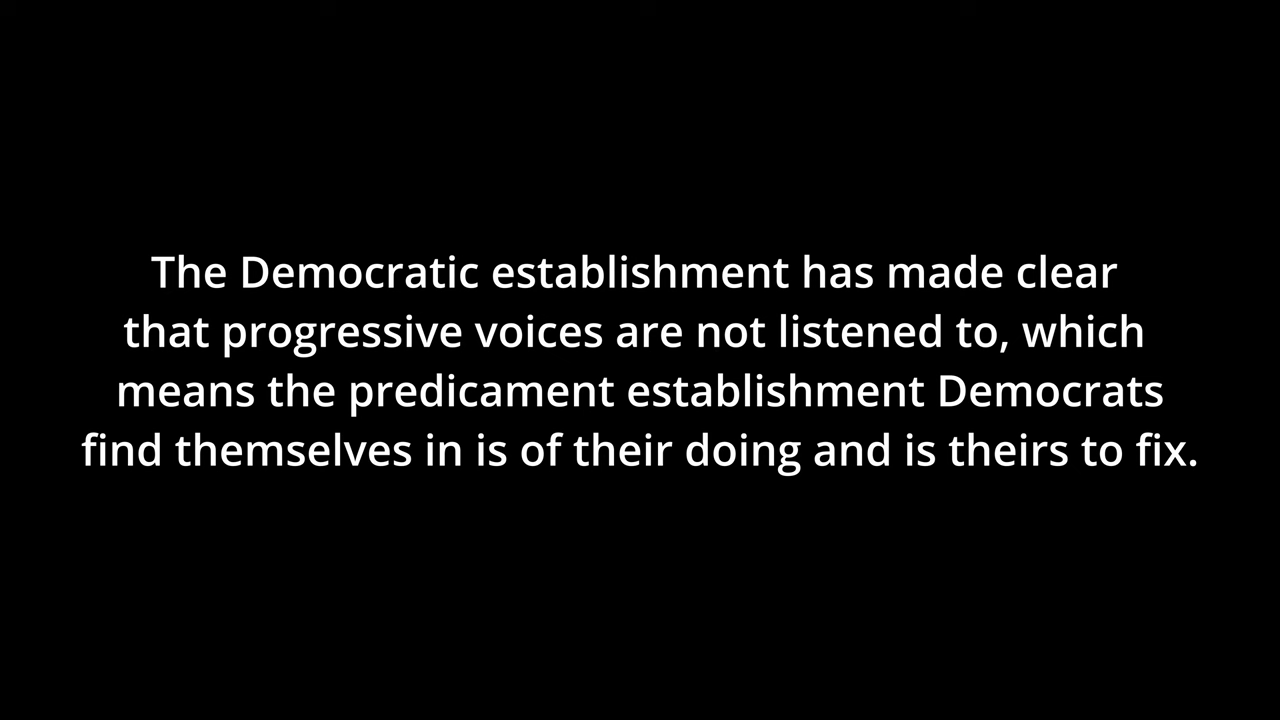 The Democratic establishment has made clear
that progressive voices are not listened to, which
means the predicament establishment Democrats
find themselves in is of their doing and is theirs to fix.